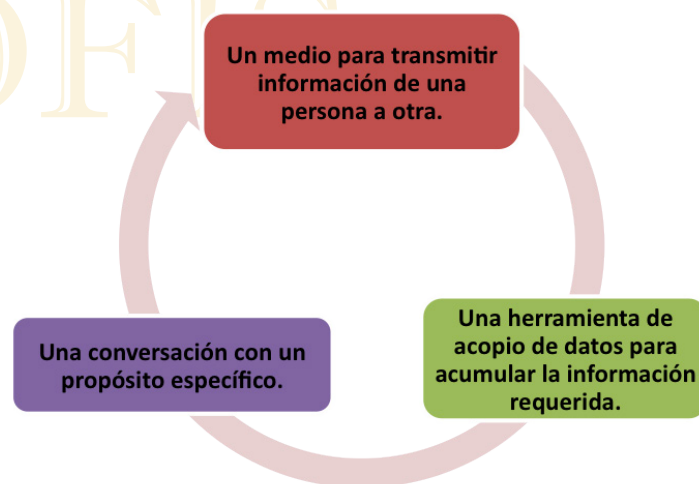 Un medio para transmitir
información de una
persona a otra.
Una herramienta de
acopio de datos para
acumular la información
requerida.
Una conversación con un
propósito específico.